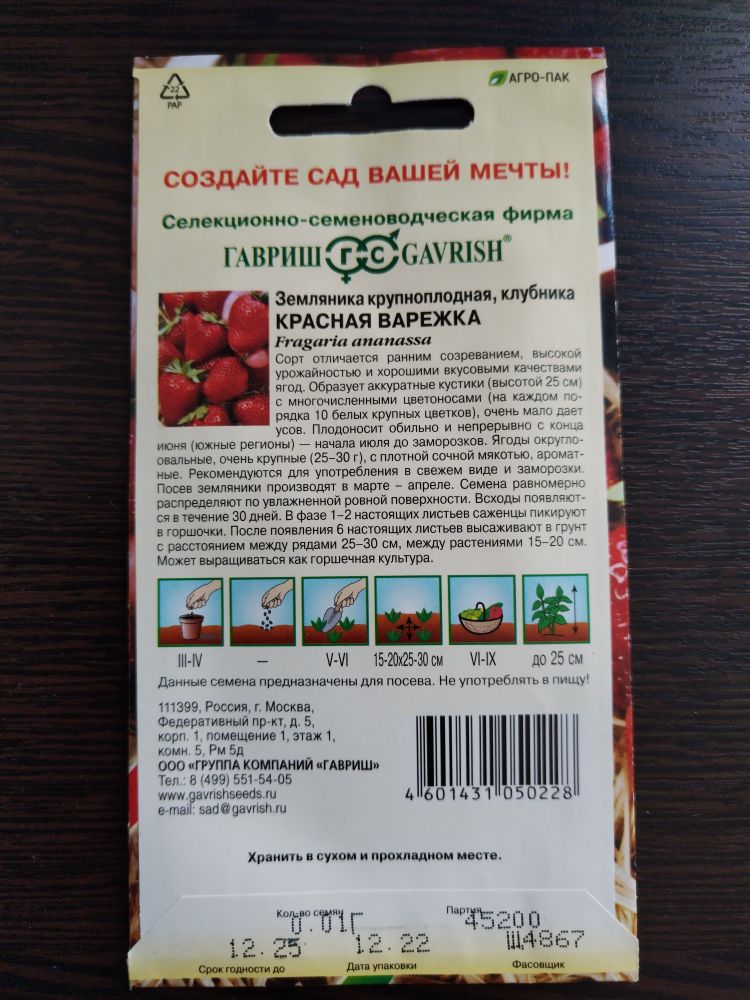 22
PAP
АГРО-ПАК
СОЗДАЙТЕ САД ВАШЕЙ МЕЧТЫ!
Селекционно-семеноводческая фирма
ГАВРИШ ГС GAVRISH®
Земляника крупноплодная, клубника
КРАСНАЯ ВАРЕЖКА
Fragaria ananassa
Сорт отличается ранним созреванием, высокой
урожайностью и хорошими вкусовыми качествами
ягод. Образует аккуратные кустики (высотой 25 см)
с многочисленными цветоносами (на каждом по-
рядка 10 белых крупных цветков), очень мало дает
усов. Плодоносит обильно и непрерывно с конца
июня (южные регионы) — начала июля до заморозков. Ягоды округло-
овальные, очень крупные (25–30 г), с плотной сочной мякотью, аромат-
ные. Рекомендуются для употребления в свежем виде и заморозки.
Посев земляники производят в марте – апреле. Семена равномерно
распределяют по увлажненной ровной поверхности. Всходы появляют-
ся в течение 30 дней. В фазе 1–2 настоящих листьев саженцы пикируют
в горшочки. После появления 6 настоящих листьев высаживают в грунт
с расстоянием между рядами 25–30 см, между растениями 15–20 см.
Может выращиваться как горшечная культура.
III-IV — V-VI 15-20x25-30 см VI-IX до 25 см
Данные семена предназначены для посева. Не употреблять в пищу!
111399, Россия, г. Москва,
Федеративный пр-кт, д. 5,
корп. 1, помещение 1, этаж 1,
комн. 5, Рм 5д
ООО «ГРУППА КОМПАНИЙ «ГАВРИШ»
Тел.: 8 (499) 551-54-05
www.gavrishseeds.ru
e-mail: sad@gavrish.ru
4 601431 050228
Хранить в сухом и прохладном месте.
Кол-во семян Партия
0.01Г 45200
12.25 12.22 Щ4867
Срок годности до Дата упаковки Фасовщик